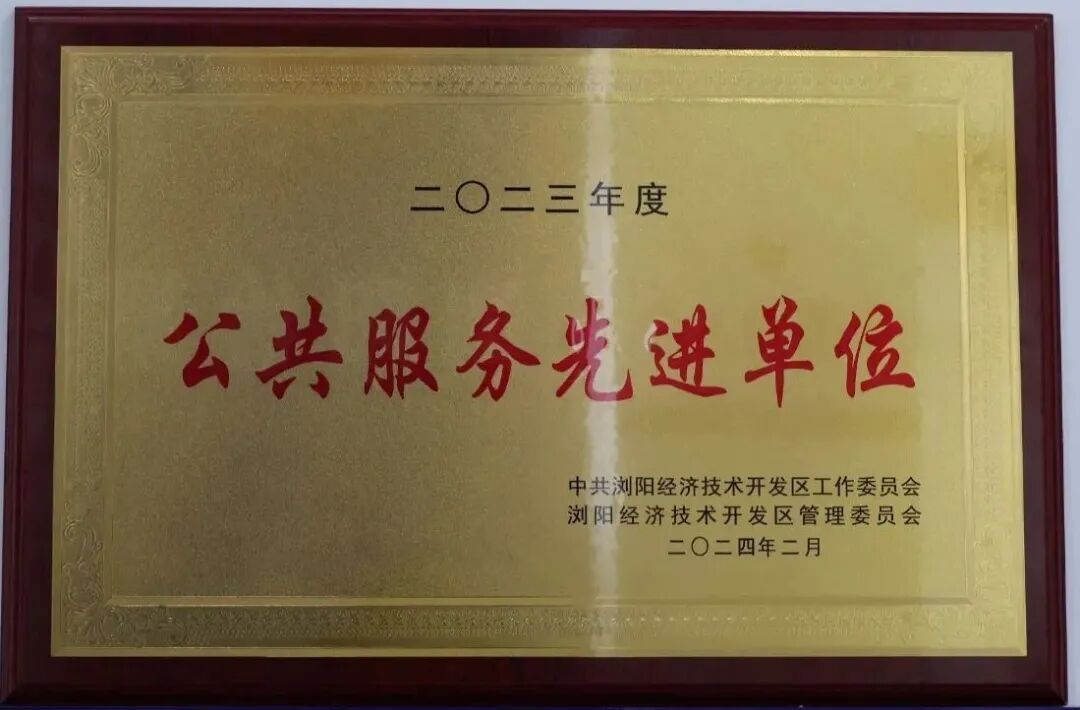 二〇二三年度
公共服务先进单位
中共浏阳经济技术开发区工作委员会
浏阳经济技术开发区管理委员会
二〇二四年二月